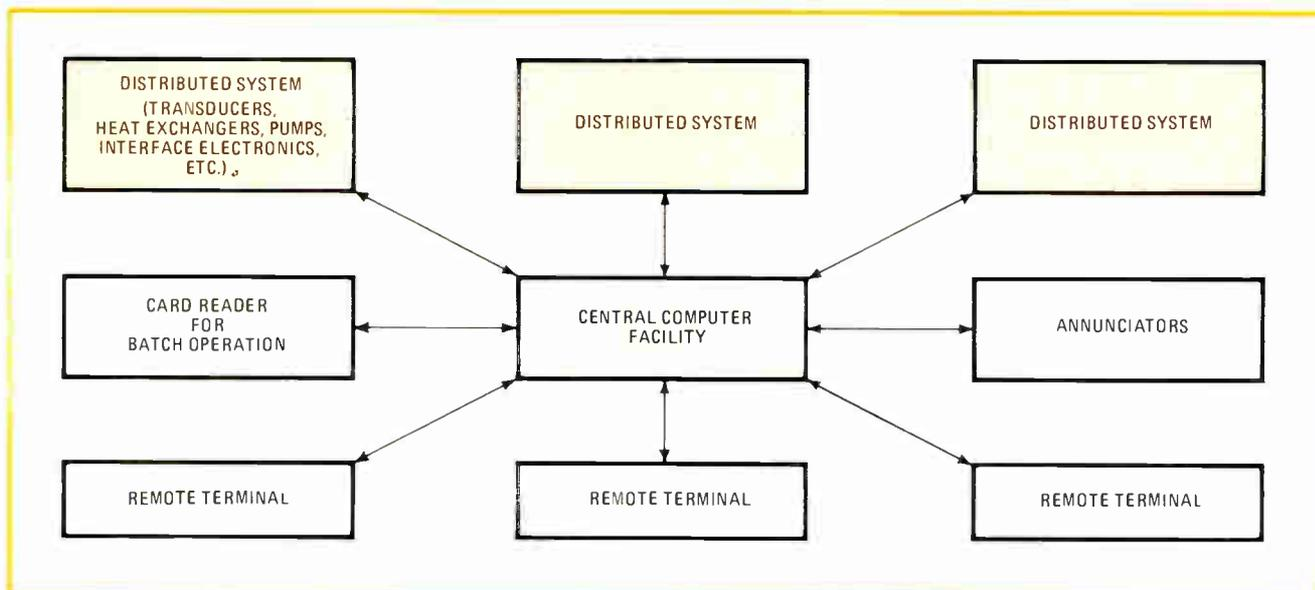 DISTRIBUTED SYSTEM
(TRANSDUCERS,
HEAT EXCHANGERS, PUMPS,
INTERFACE ELECTRONICS,
ETC.)
DISTRIBUTED SYSTEM
DISTRIBUTED SYSTEM
CARD READER
FOR
BATCH OPERATION
CENTRAL COMPUTER
FACILITY
ANNUNCIATORS
REMOTE TERMINAL
REMOTE TERMINAL
REMOTE TERMINAL